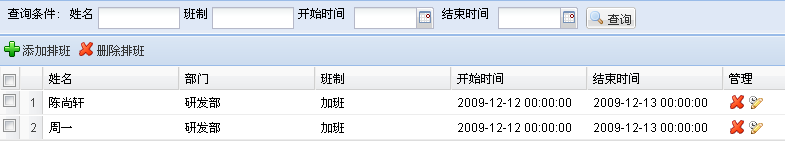 查询条件： 姓名 班制 开始时间 结束时间 查询
添加排班 删除排班
姓名 部门 班制 开始时间 结束时间 管理
1 陈尚轩 研发部 加班 2009-12-12 00:00:00 2009-12-13 00:00:00
2 周一 研发部 加班 2009-12-12 00:00:00 2009-12-13 00:00:00